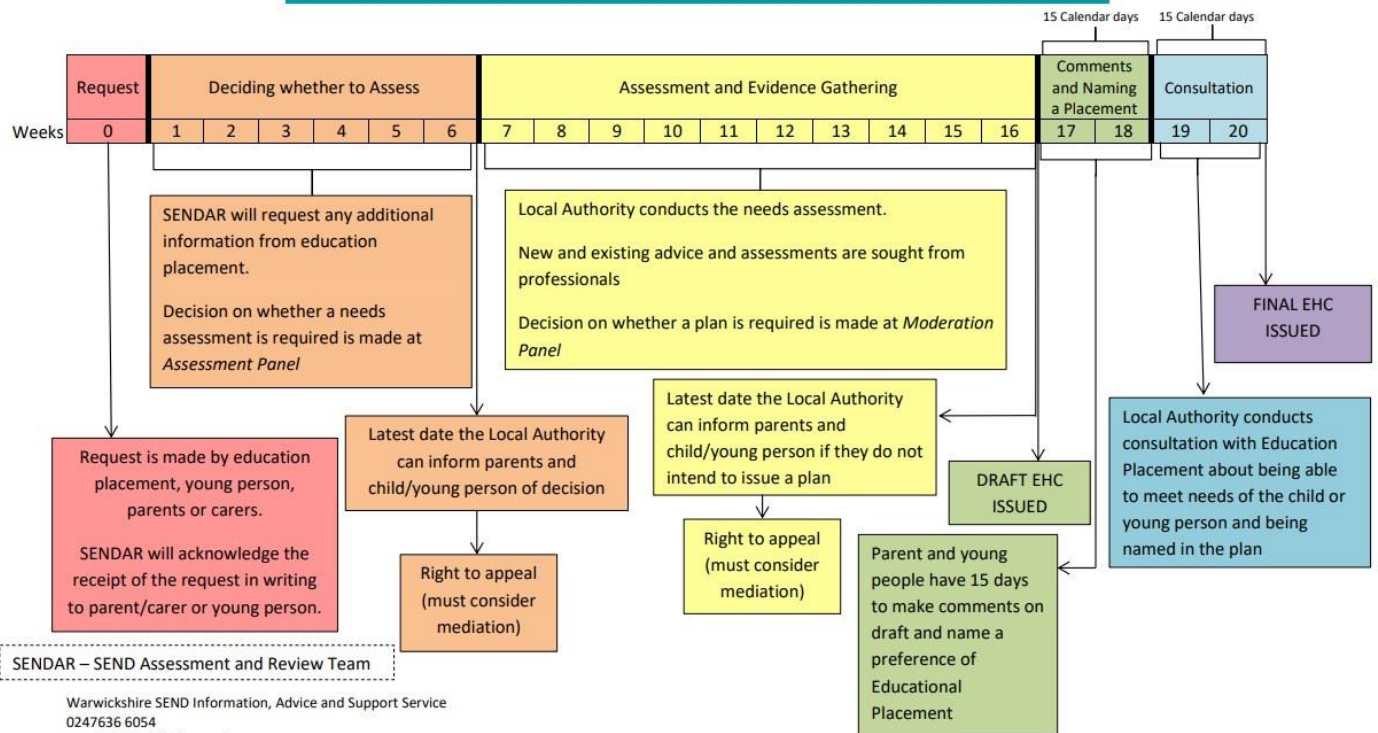 15 Calendar days
15 Calendar days
Request
Deciding whether to Assess
Assessment and Evidence Gathering
Comments
and Naming
a Placement
Consultation
Weeks
0 1 2 3 4 5 6 7 8 9 10 11 12 13 14 15 16 17 18 19 20
SENDAR will request any additional
information from education
placement.
Decision on whether a needs
assessment is required is made at
Assessment Panel
Local Authority conducts the needs assessment.
New and existing advice and assessments are sought from
professionals
Decision on whether a plan is required is made at Moderation
Panel
FINAL EHC
ISSUED
Request is made by education
placement, young person,
parents or carers.
SENDAR will acknowledge the
receipt of the request in writing
to parent/carer or young person.
Latest date the Local Authority
can inform parents and
child/young person of decision
Right to appeal
(must consider
mediation)
Latest date the Local Authority
can inform parents and
child/young person if they do not
intend to issue a plan
Right to appeal
(must consider
mediation)
DRAFT EHC
ISSUED
Parent and young
people have 15 days
to make comments on
draft and name a
preference of
Educational
Placement
Local Authority conducts
consultation with Education
Placement about being able
to meet needs of the child or
young person and being
named in the plan
SENDAR – SEND Assessment and Review Team
Warwickshire SEND Information, Advice and Support Service
0247636 6054